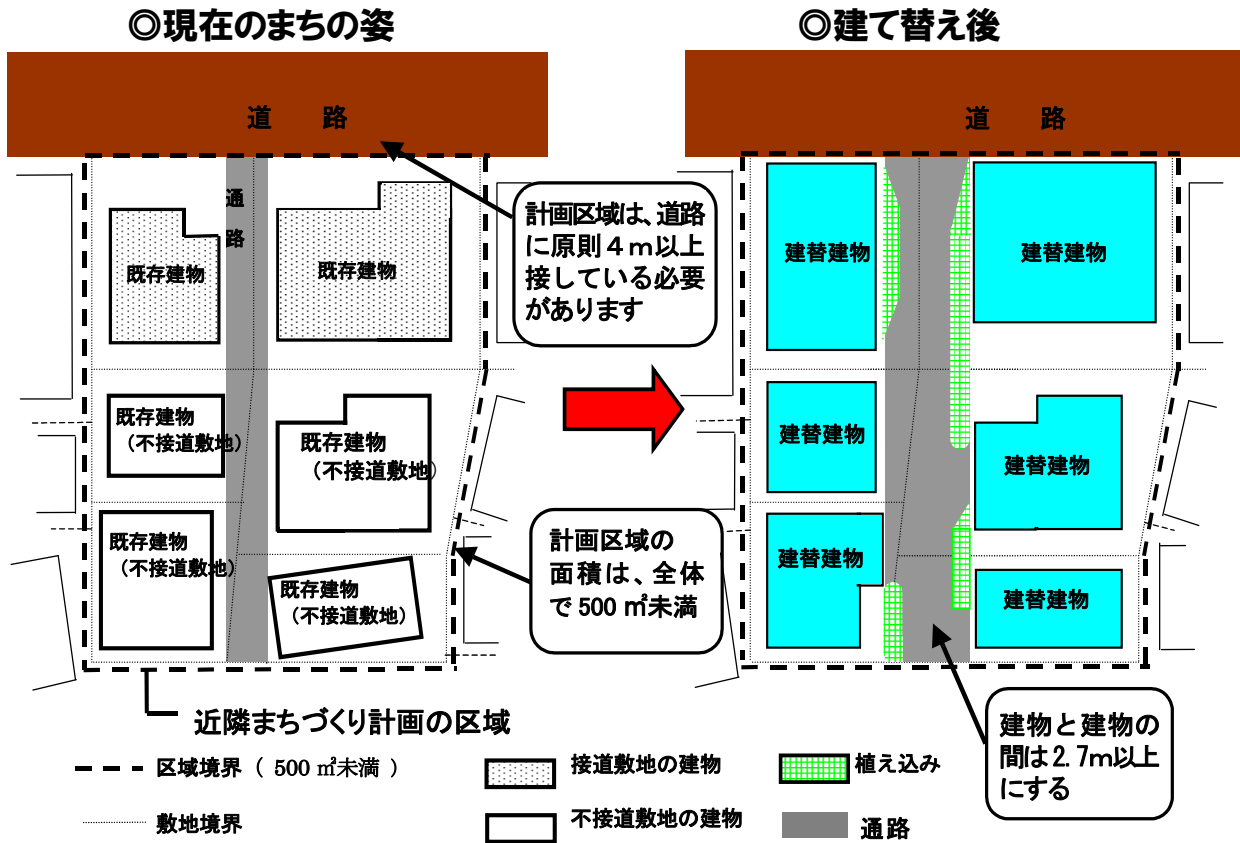 ◎現在のまちの姿
◎建て替え後
道　路
道　路
通
路
既存建物
既存建物
計画区域は、道路
に原則４ｍ以上
接している必要
があります
既存建物
（不接道敷地）
既存建物
（不接道敷地）
既存建物
（不接道敷地）
既存建物
（不接道敷地）
計画区域の
面積は、全体
で 500 ㎡未満
建替建物
建替建物
建替建物
建替建物
建替建物
建替建物
建物と建物の
間は2.7ｍ以上
にする
近隣まちづくり計画の区域
区域境界（ 500 ㎡未満 ）
接道敷地の建物
植え込み
敷地境界
不接道敷地の建物
通路